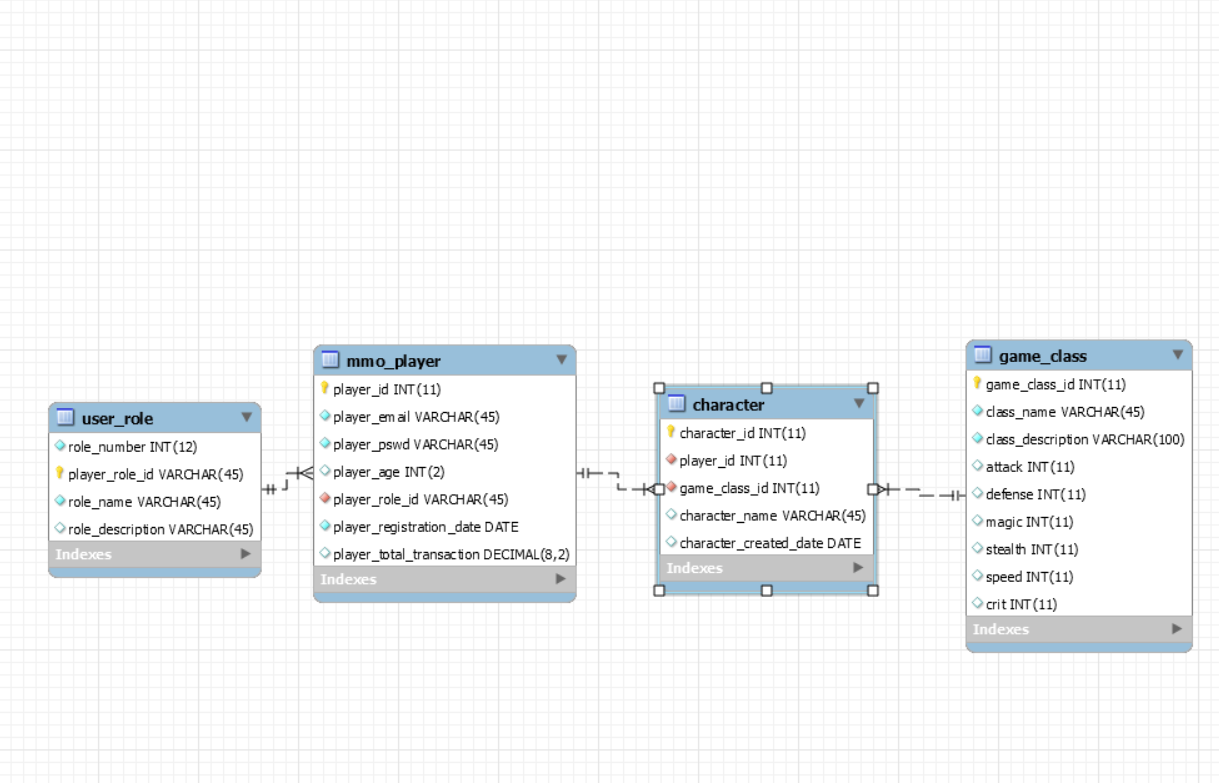 user_role
role_number INT(12)
player_role_id VARCHAR(45)
role_name VARCHAR(45)
role_description VARCHAR(45)
Indexes
mmo_player
player_id INT(11)
player_email VARCHAR(45)
player_pswd VARCHAR(45)
player_age INT(2)
player_role_id VARCHAR(45)
player_registration_date DATE
player_total_transaction DECIMAL(8,2)
Indexes
character
character_id INT(11)
player_id INT(11)
game_class_id INT(11)
character_name VARCHAR(45)
character_created_date DATE
Indexes
game_class
game_class_id INT(11)
class_name VARCHAR(45)
class_description VARCHAR(100)
attack INT(11)
defense INT(11)
magic INT(11)
stealth INT(11)
speed INT(11)
crit INT(11)
Indexes